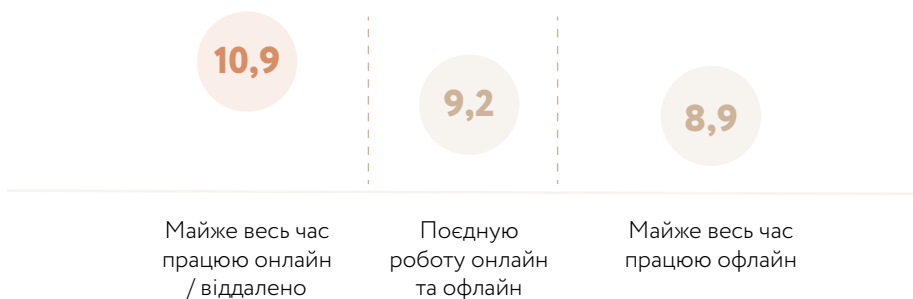 10,9
9,2
8,9
Майже весь час
працюю онлайн
/ віддалено
Поєдную
роботу онлайн
та офлайн
Майже весь час
працюю офлайн